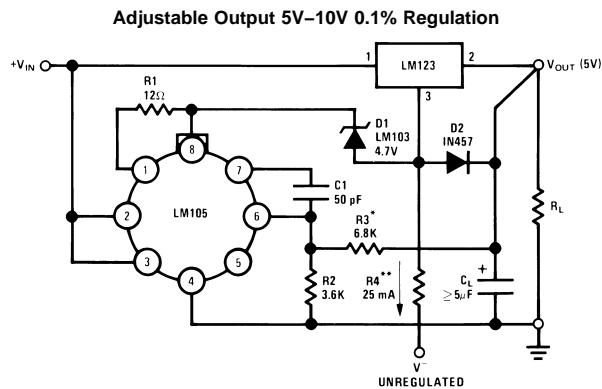 Adjustable Output 5V–10V 0.1% Regulation
+VIN
1
LM123
2
VOUT (5V)
3
R1
12Ω
D1
LM103
4.7V
D2
IN457
8
1
7
C1
50 pF
2
LM105
6
R3*
6.8K
RL
3
5
4
R2
3.6K
R4**
25 mA
+
CL
≥5μF
V−
UNREGULATED